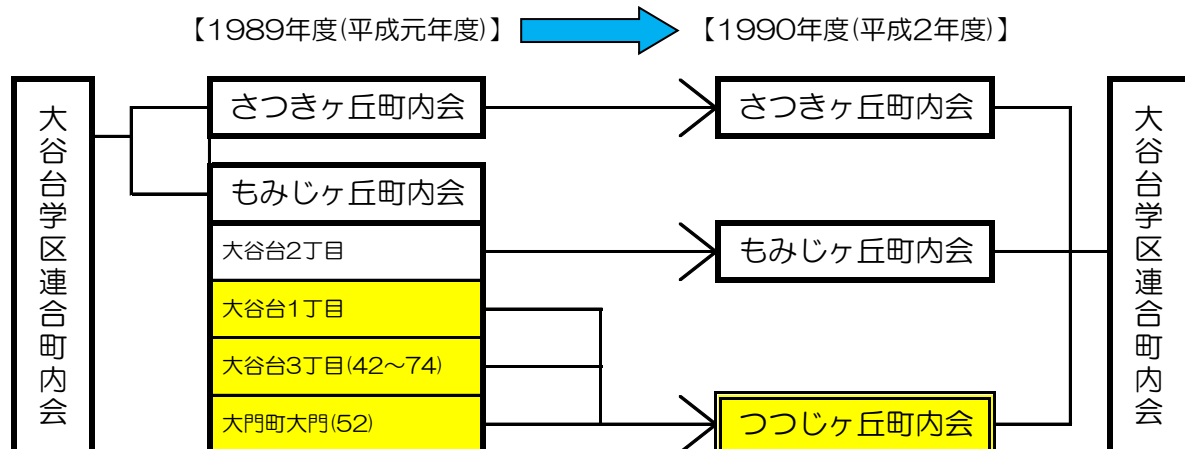 【1989年度(平成元年度)】
【1990年度(平成2年度)】
大谷台学区連合町内会
さつきヶ丘町内会
もみじヶ丘町内会
大谷台2丁目
大谷台1丁目
大谷台3丁目(42～74)
大門町大門(52)
さつきヶ丘町内会
もみじヶ丘町内会
つつじヶ丘町内会
大谷台学区連合町内会